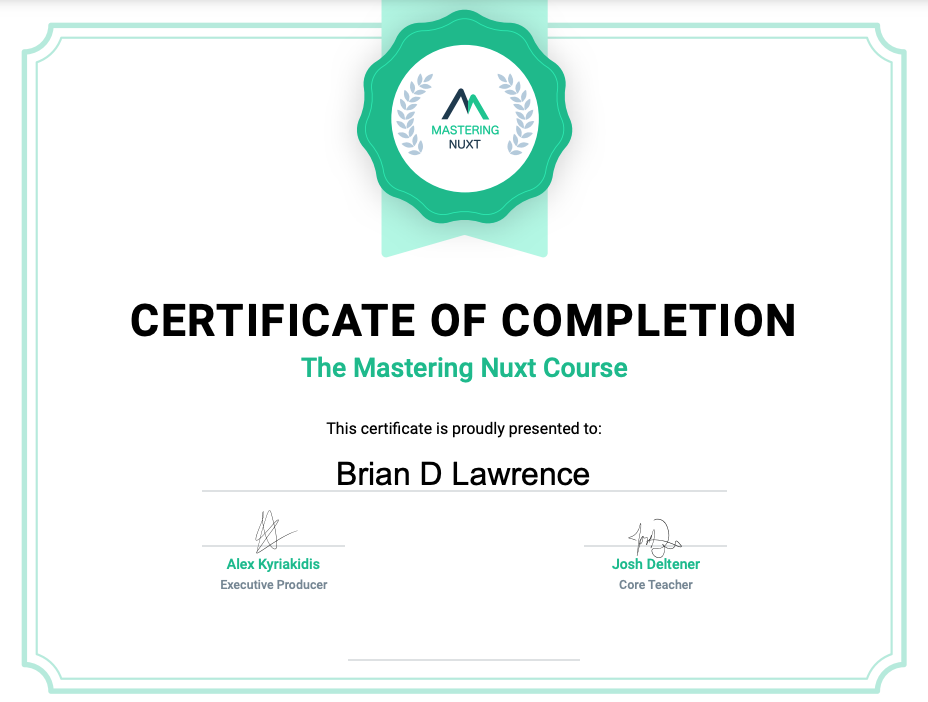 MASTERING
NUXT
CERTIFICATE OF COMPLETION
The Mastering Nuxt Course
This certificate is proudly presented to:
Brian D Lawrence
Alex Kyriakidis
Josh Deltener
Executive Producer
Core Teacher